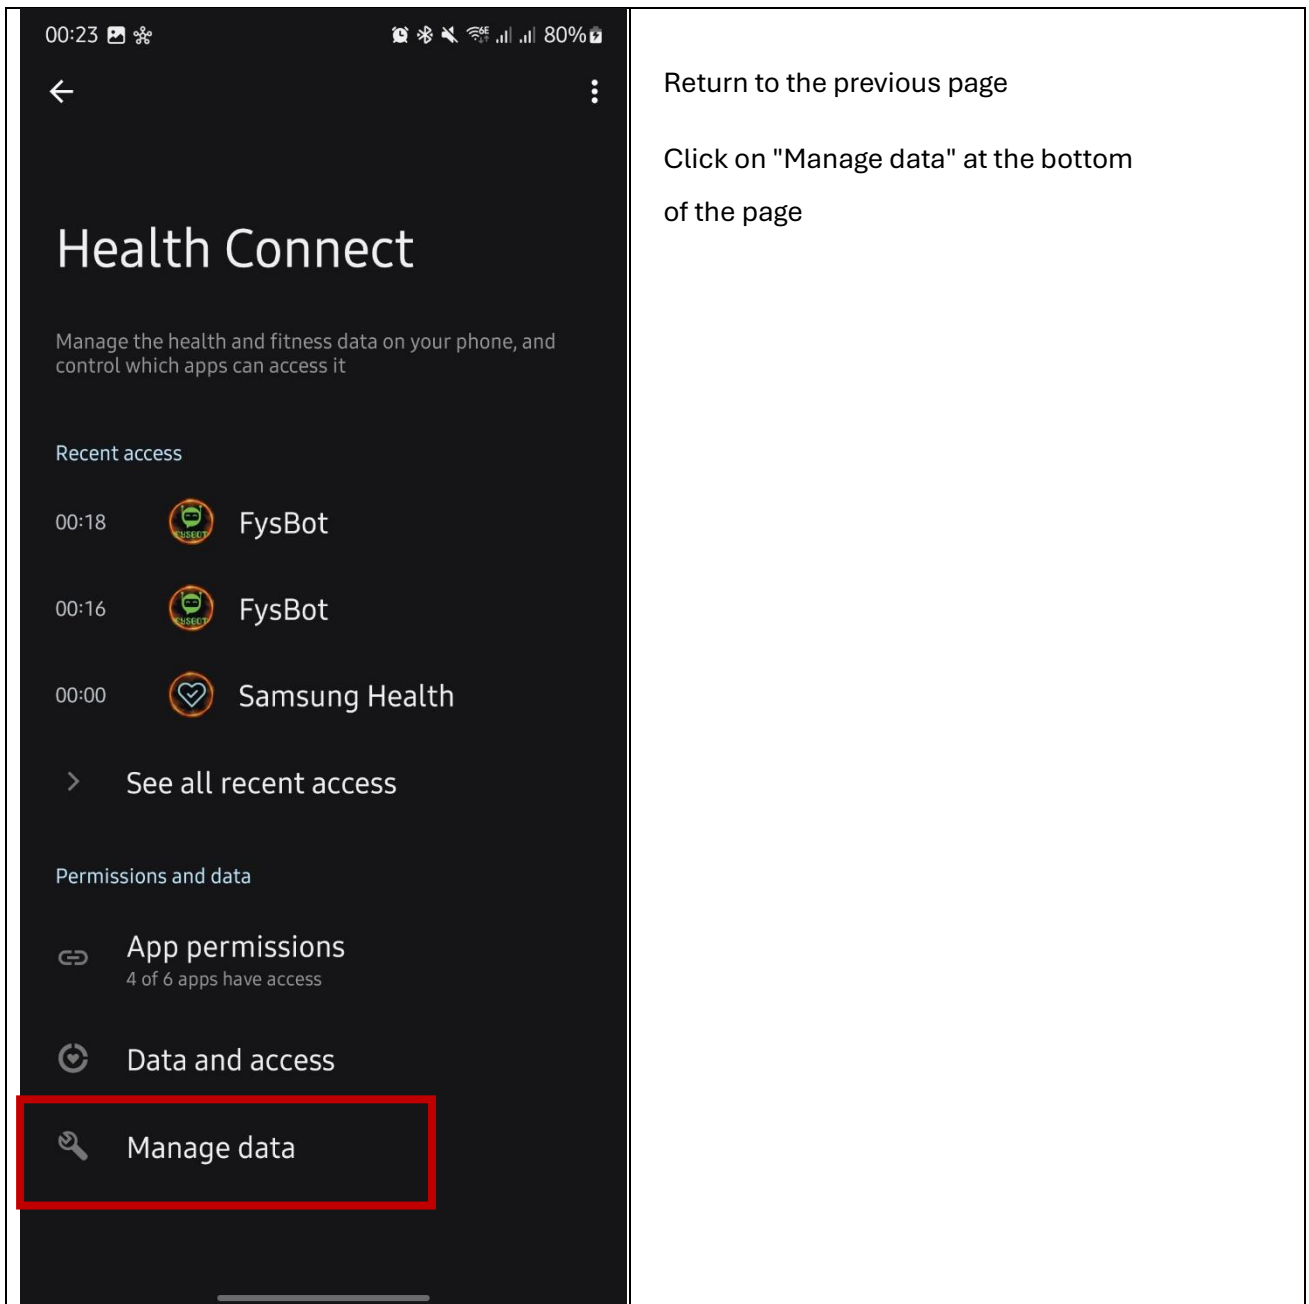 00:23
6E
80%
Health Connect
Manage the health and fitness data on your phone, and
control which apps can access it
Recent access
00:18 FysBot
00:16 FysBot
00:00 Samsung Health
See all recent access
Permissions and data
App permissions
4 of 6 apps have access
Data and access
Manage data
Return to the previous page
Click on "Manage data" at the bottom
of the page